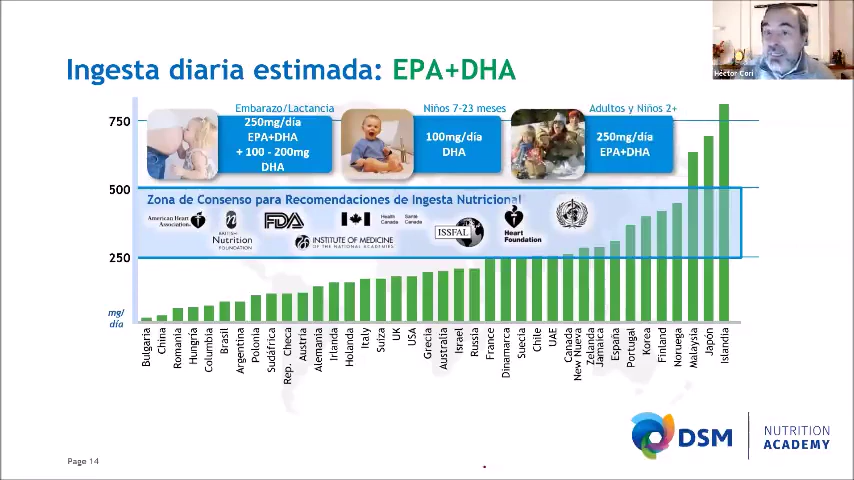 Héctor Cori
Ingesta diaria estimada: EPA+DHA
Embarazo/Lactancia
250mg/día
EPA+DHA
+ 100 - 200mg
DHA
Niños 7-23 meses
100mg/día
DHA
Adultos y Niños 2+
250mg/día
EPA+DHA
750
500
250
mg/
día
Zona de Consenso para Recomendaciones de Ingesta Nutricional
American Heart
Association
BRITISH
Nutrition
FOUNDATION
FDA
INSTITUTE OF MEDICINE
OF THE NATIONAL ACADEMIES
Health
Canada
Santé
Canada
ISSFAL
Heart
Foundation
Bulgaria
China
Romania
Hungría
Columbia
Brasil
Argentina
Polonia
Sudáfrica
Rep. Checa
Austria
Alemania
Irlanda
Holanda
Italy
Suiza
UK
USA
Grecia
Australia
Israel
Russia
France
Dinamarca
Suecia
Chile
UAE
Canada
New Nueva
Zelanda
Jamaica
España
Portugal
Korea
Finland
Noruega
Malaysia
Japón
Islandia
DSM
NUTRITION
ACADEMY
Page 14